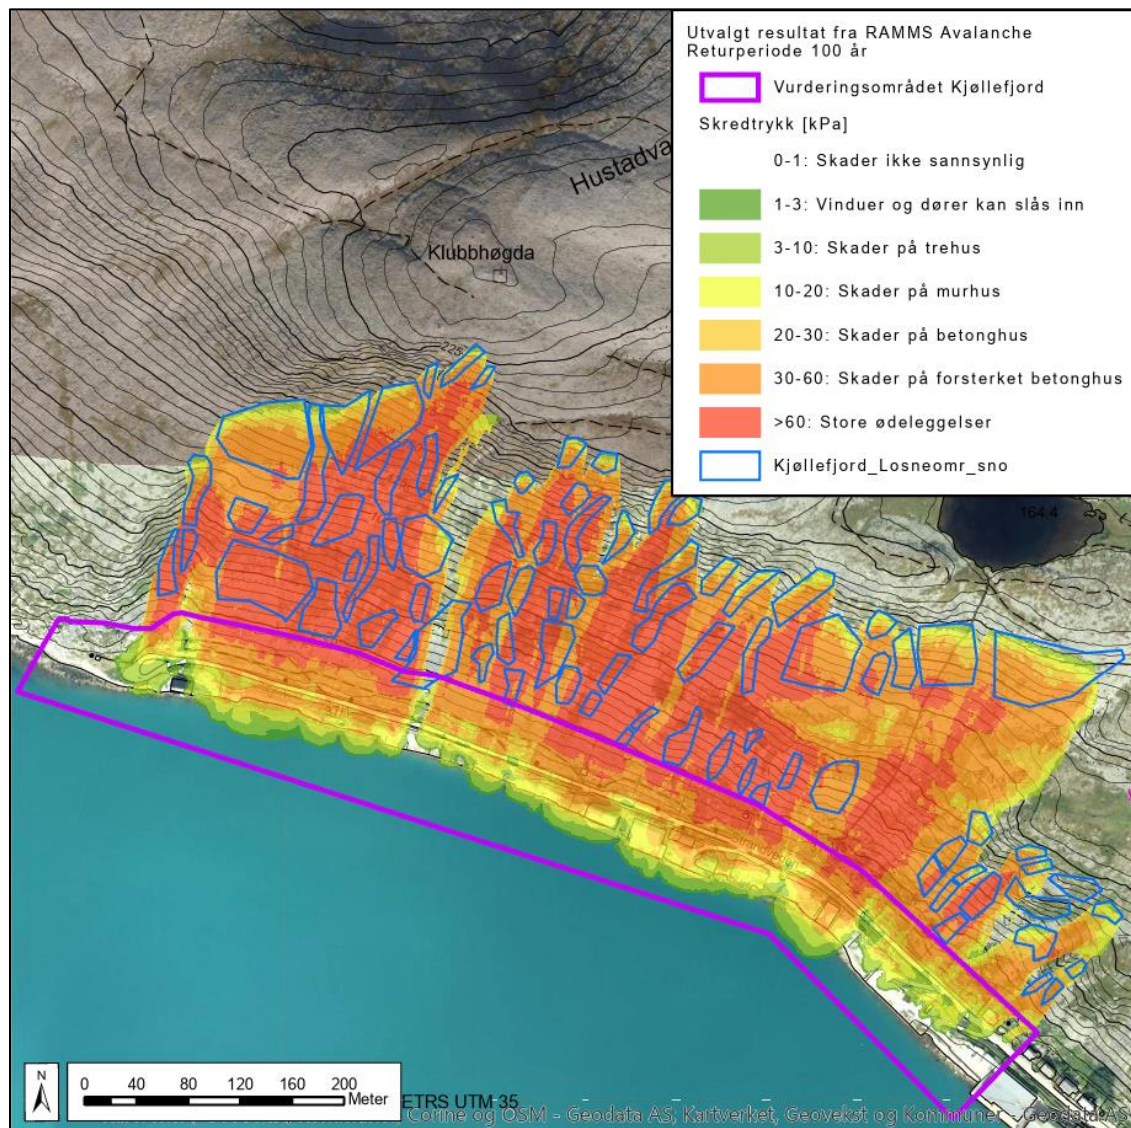 Utvalgt resultat fra RAMMS Avalanche
Returperiode 100 år
Vurderingsområdet Kjøllefjord
Skredtrykk [kPa]
0-1: Skader ikke sannsynlig
1-3: Vinduer og dører kan slås inn
3-10: Skader på trehus
10-20: Skader på murhus
20-30: Skader på betonghus
30-60: Skader på forsterket betonghus
>60: Store ødeleggelser
Kjøllefjord_Losneomr_sno
Hustadva
Klubbhøgda
225
164,4
N
0 40 80 120 160 200
Meter
ETRS UTM 35
Corine og OSM - Geodata AS, Kartverket, Geovekst og Kommuner - Geodata AS